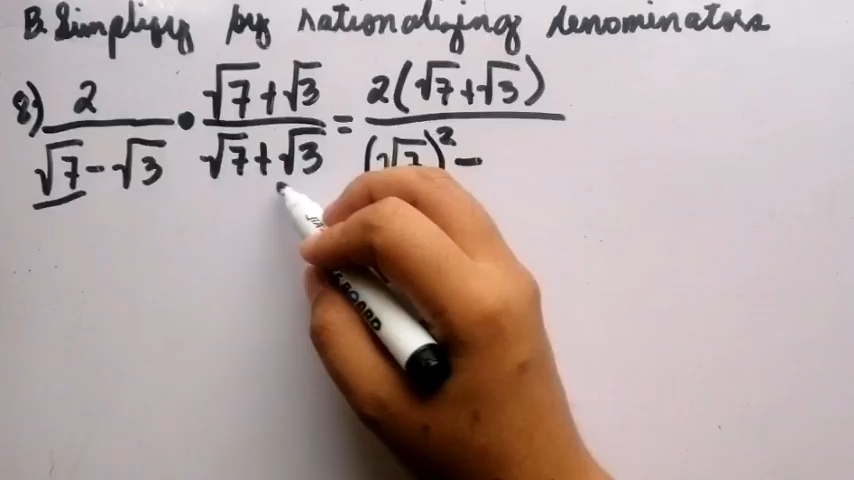 B. Simplify by rationalizing denominators
8) 2/(√7-√3) • (√7+√3)/(√7+√3) = 2(√7+√3)/(√7)² -